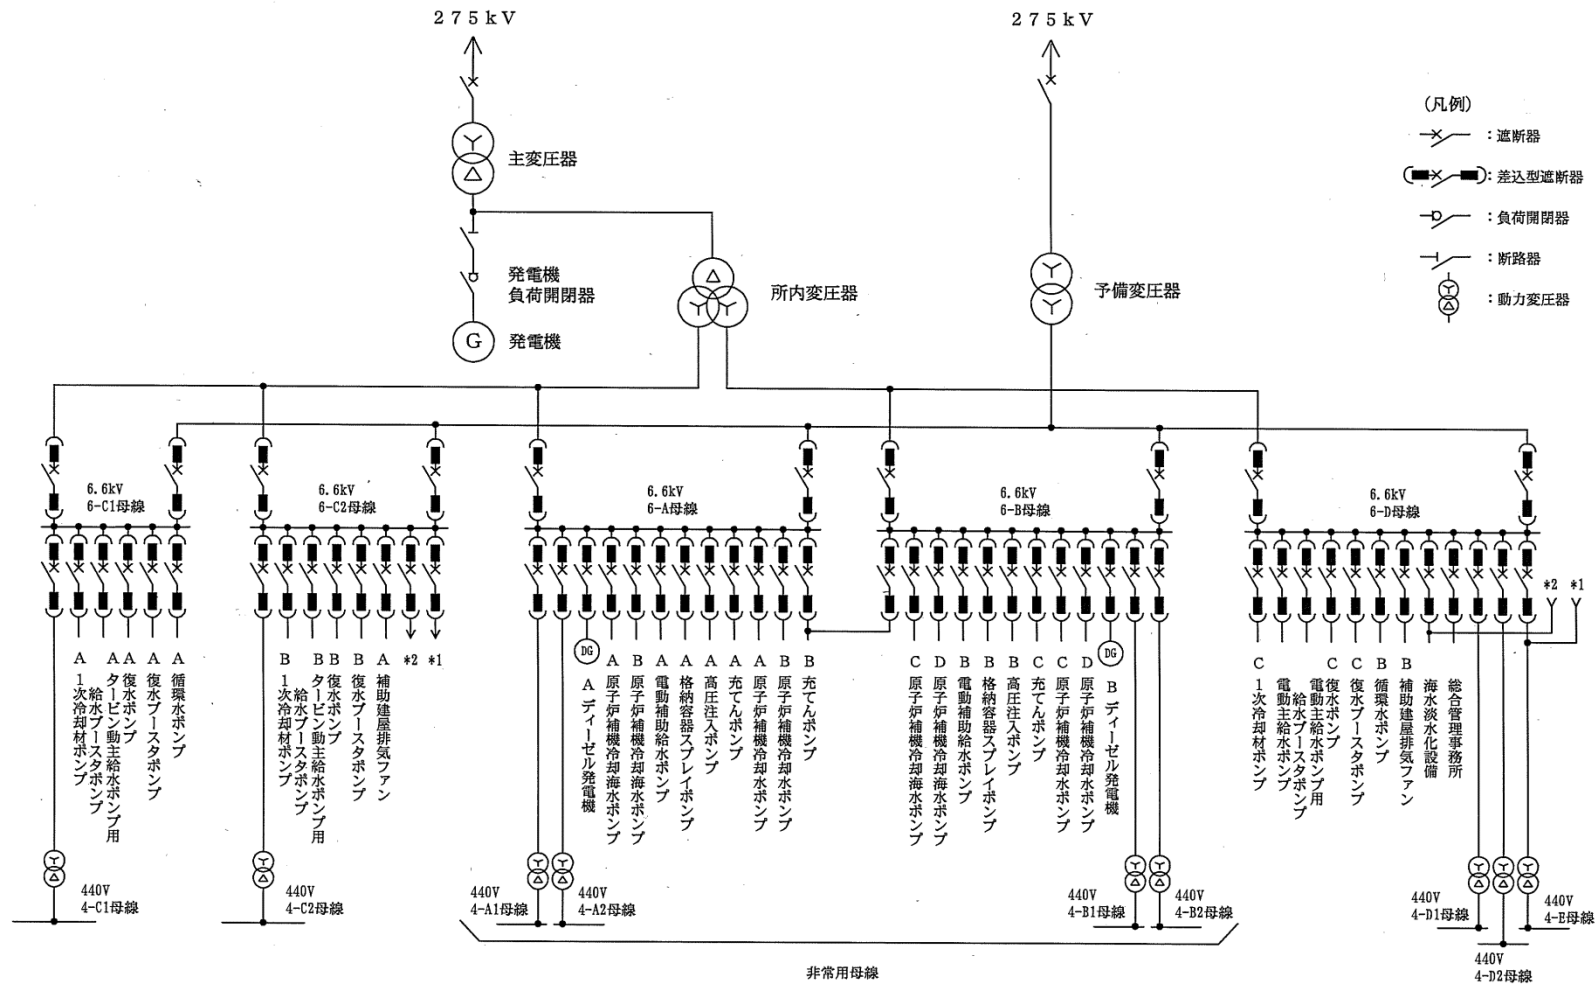 275kV
275kV
(凡例)
:遮断器
:差込型遮断器
:負荷開閉器
:断路器
:動力変圧器
主変圧器
発電機
負荷開閉器
G
発電機
所内変圧器
予備変圧器
6.6kV
6-C1母線
6.6kV
6-C2母線
6.6kV
6-A母線
6.6kV
6-B母線
6.6kV
6-D母線
A 1次冷却材ポンプ
A タービン動主給水ポンプ用
給水ブースタポンプ
A 復水ポンプ
A 復水ブースタポンプ
A 循環水ポンプ
B 1次冷却材ポンプ
B タービン動主給水ポンプ用
給水ブースタポンプ
B 復水ポンプ
B 復水ブースタポンプ
A 補助建屋排気ファン
*2
*1
DG
A ディーゼル発電機
A 原子炉補機冷却海水ポンプ
B 原子炉補機冷却海水ポンプ
A 電動補助給水ポンプ
A 格納容器スプレイポンプ
A 高圧注入ポンプ
A 充てんポンプ
A 原子炉補機冷却水ポンプ
B 原子炉補機冷却水ポンプ
B 充てんポンプ
C 原子炉補機冷却海水ポンプ
D 原子炉補機冷却海水ポンプ
B 電動補助給水ポンプ
B 格納容器スプレイポンプ
B 高圧注入ポンプ
C 充てんポンプ
C 原子炉補機冷却水ポンプ
D 原子炉補機冷却水ポンプ
DG
B ディーゼル発電機
C 1次冷却材ポンプ
電動主給水ポンプ
電動主給水ポンプ用
給水ブースタポンプ
C 復水ポンプ
C 復水ブースタポンプ
B 循環水ポンプ
B 補助建屋排気ファン
海水淡水化設備
総合管理事務所
*2
*1
440V
4-C1母線
440V
4-C2母線
440V
4-A1母線
440V
4-A2母線
440V
4-B1母線
440V
4-B2母線
440V
4-D1母線
440V
4-E母線
440V
4-D2母線
非常用母線